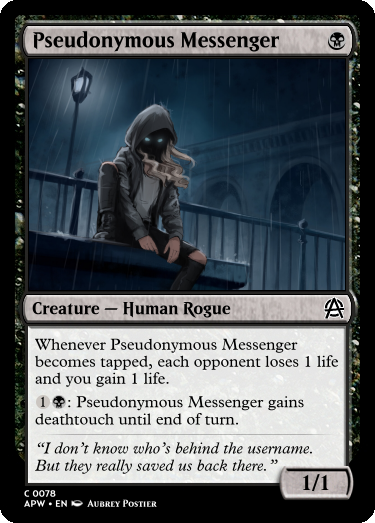 Pseudonymous Messenger
Creature — Human Rogue
Whenever Pseudonymous Messenger
becomes tapped, each opponent loses 1 life
and you gain 1 life.
1 : Pseudonymous Messenger gains
deathtouch until end of turn.
“I don’t know who’s behind the username.
But they really saved us back there.”
1/1
C 0078
APW • EN Aubrey Postier